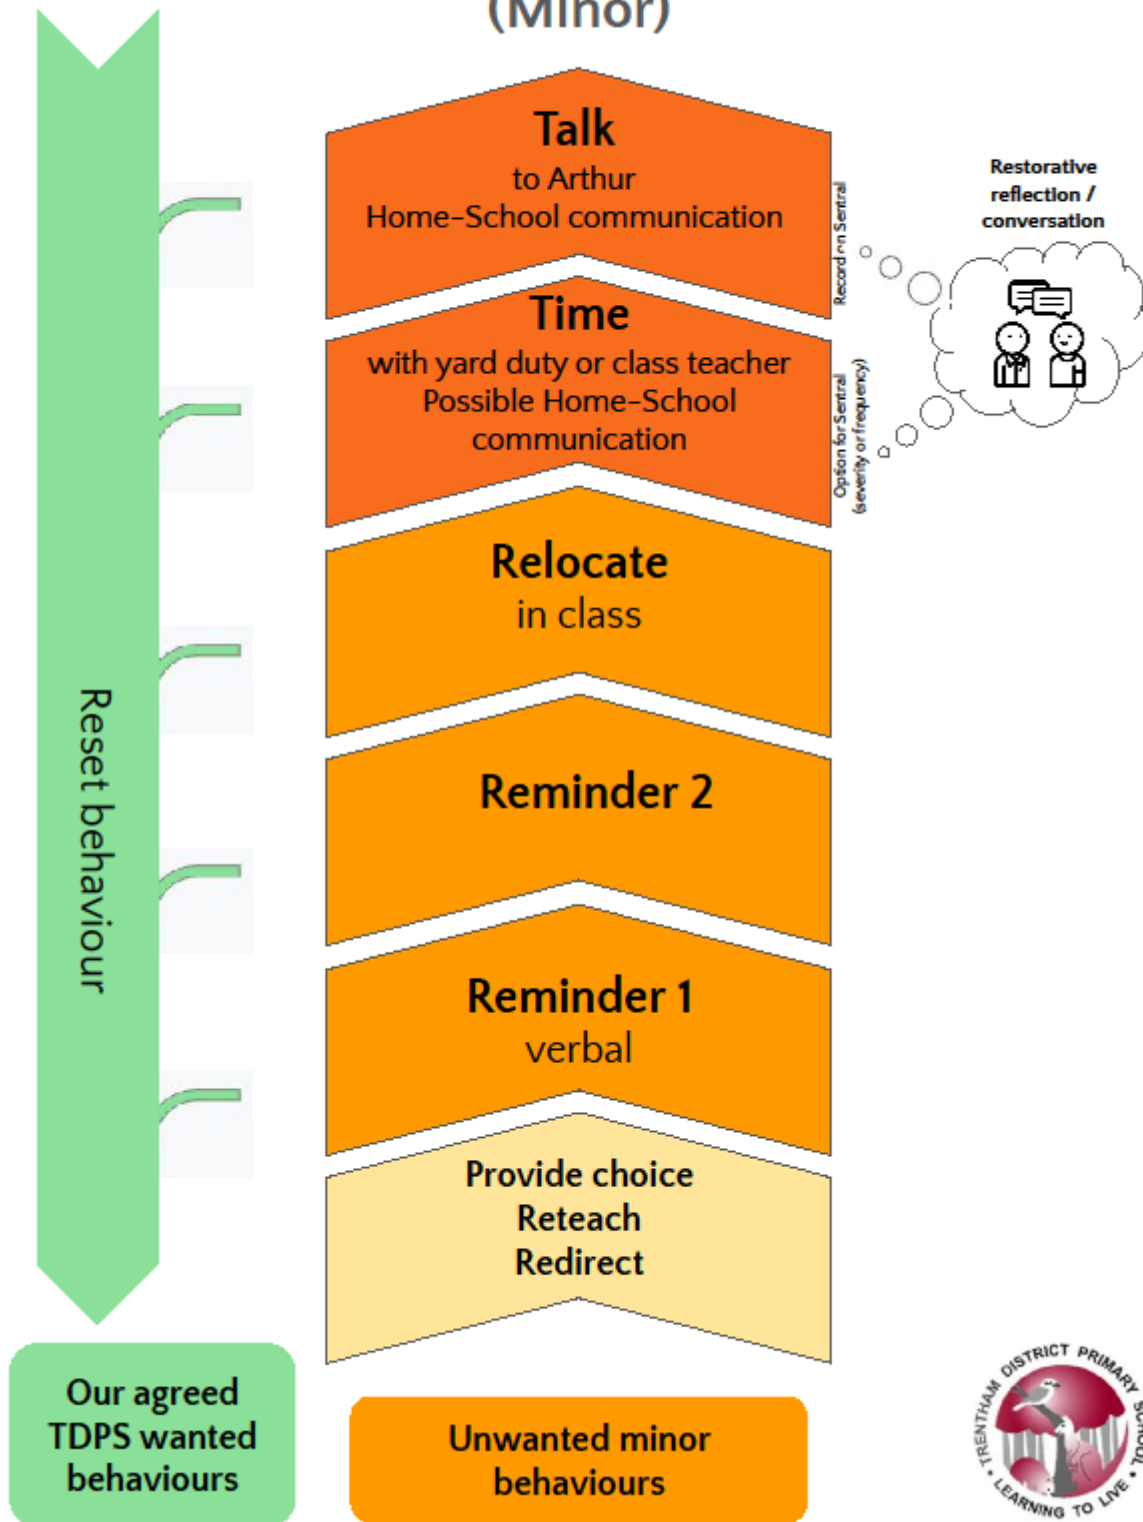 (Minor)
Talk
to Arthur
Home-School communication
Record on Sentral
Restorative
reflection /
conversation
Time
with yard duty or class teacher
Possible Home-School
communication
Option for Sentral
(severity or frequency)
Relocate
in class
Reminder 2
Reminder 1
verbal
Provide choice
Reteach
Redirect
Reset behaviour
Our agreed
TDPS wanted
behaviours
Unwanted minor
behaviours
TRENTHAM DISTRICT PRIMARY SCHOOL
• LEARNING TO LIVE •